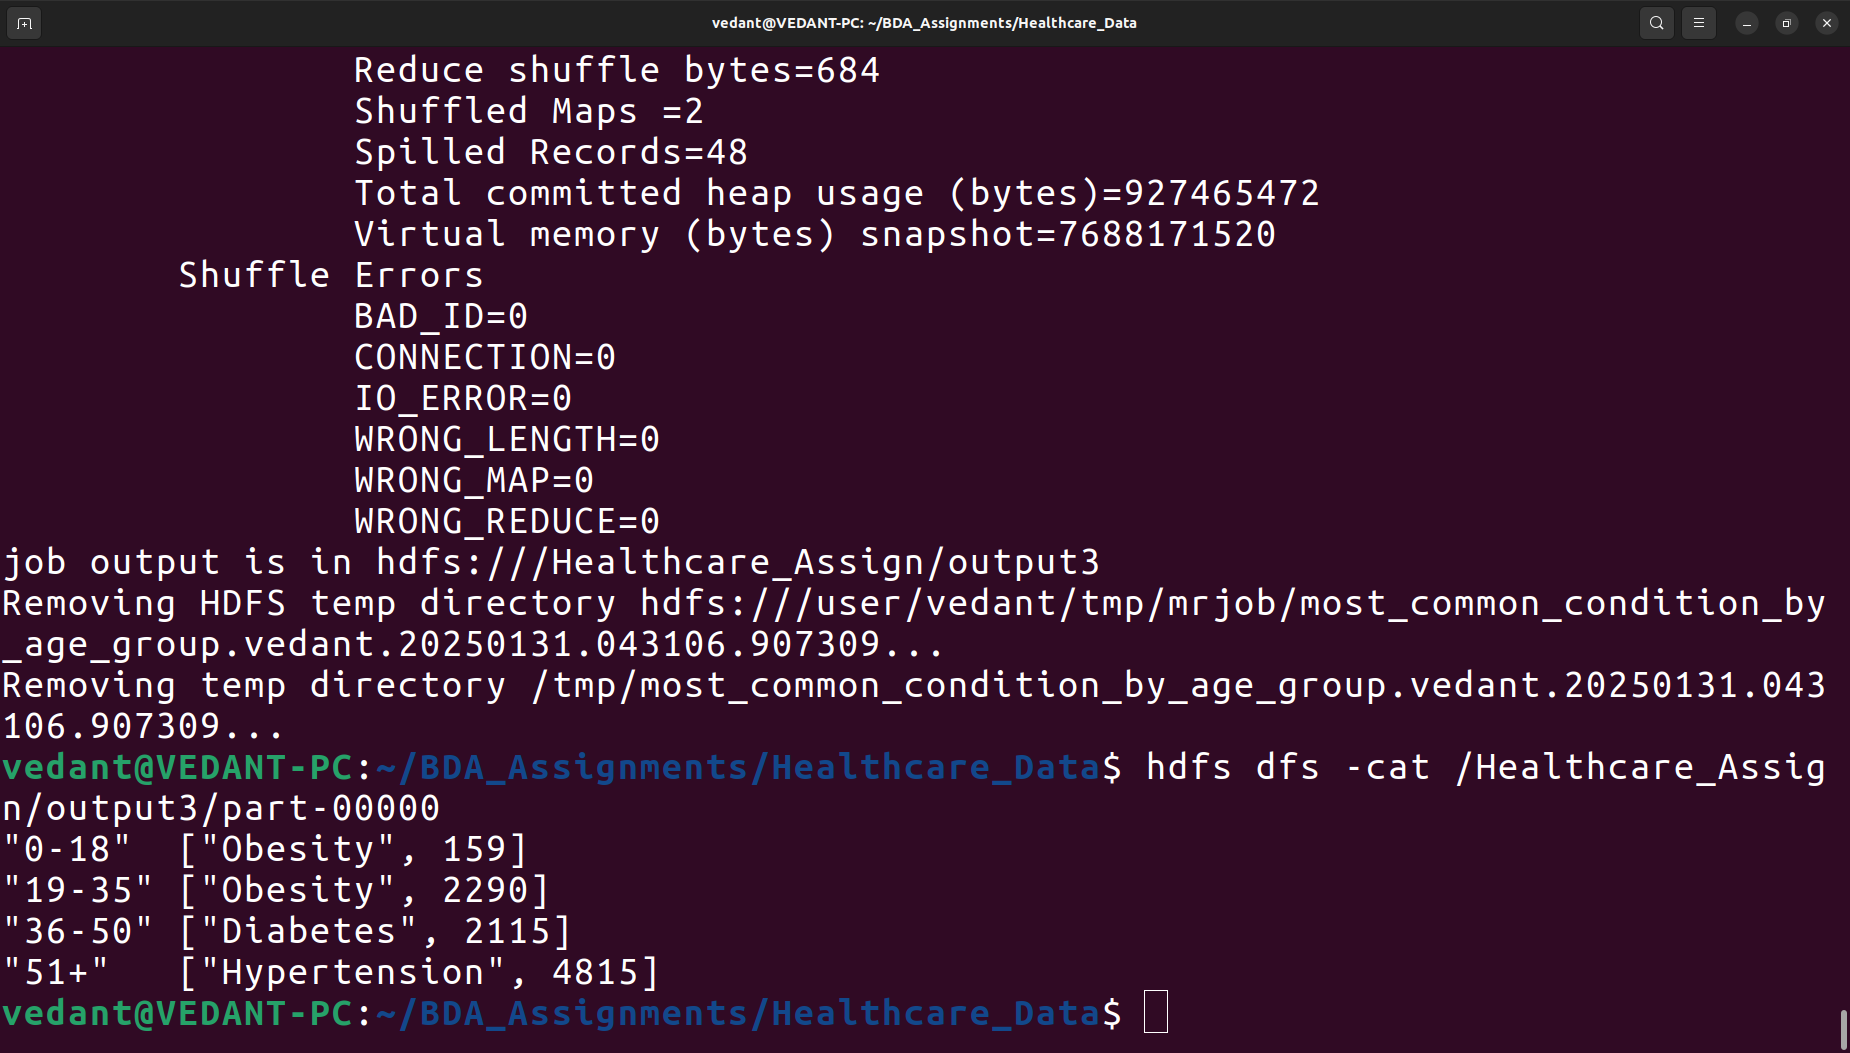 vedant@VEDANT-PC: ~/BDA_Assignments/Healthcare_Data
Reduce shuffle bytes=684
Shuffled Maps =2
Spilled Records=48
Total committed heap usage (bytes)=927465472
Virtual memory (bytes) snapshot=7688171520
Shuffle Errors
BAD_ID=0
CONNECTION=0
IO_ERROR=0
WRONG_LENGTH=0
WRONG_MAP=0
WRONG_REDUCE=0
job output is in hdfs:///Healthcare_Assign/output3
Removing HDFS temp directory hdfs:///user/vedant/tmp/mrjob/most_common_condition_by
_age_group.vedant.20250131.043106.907309...
Removing temp directory /tmp/most_common_condition_by_age_group.vedant.20250131.043
106.907309...
vedant@VEDANT-PC:~/BDA_Assignments/Healthcare_Data$ hdfs dfs -cat /Healthcare_Assig
n/output3/part-00000
"0-18"  ["Obesity", 159]
"19-35" ["Obesity", 2290]
"36-50" ["Diabetes", 2115]
"51+"   ["Hypertension", 4815]
vedant@VEDANT-PC:~/BDA_Assignments/Healthcare_Data$